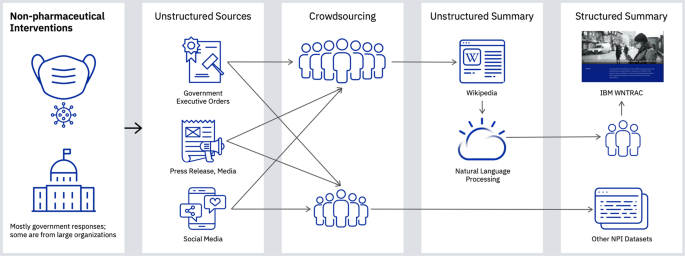 Non-pharmaceutical
Interventions
Mostly government responses;
some are from large organizations
Unstructured Sources
Government
Executive Orders
Press Release, Media
Social Media
Crowdsourcing
Unstructured Summary
W
Wikipedia
Natural Language
Processing
Structured Summary
IBM WNTRAC
Other NPI Datasets